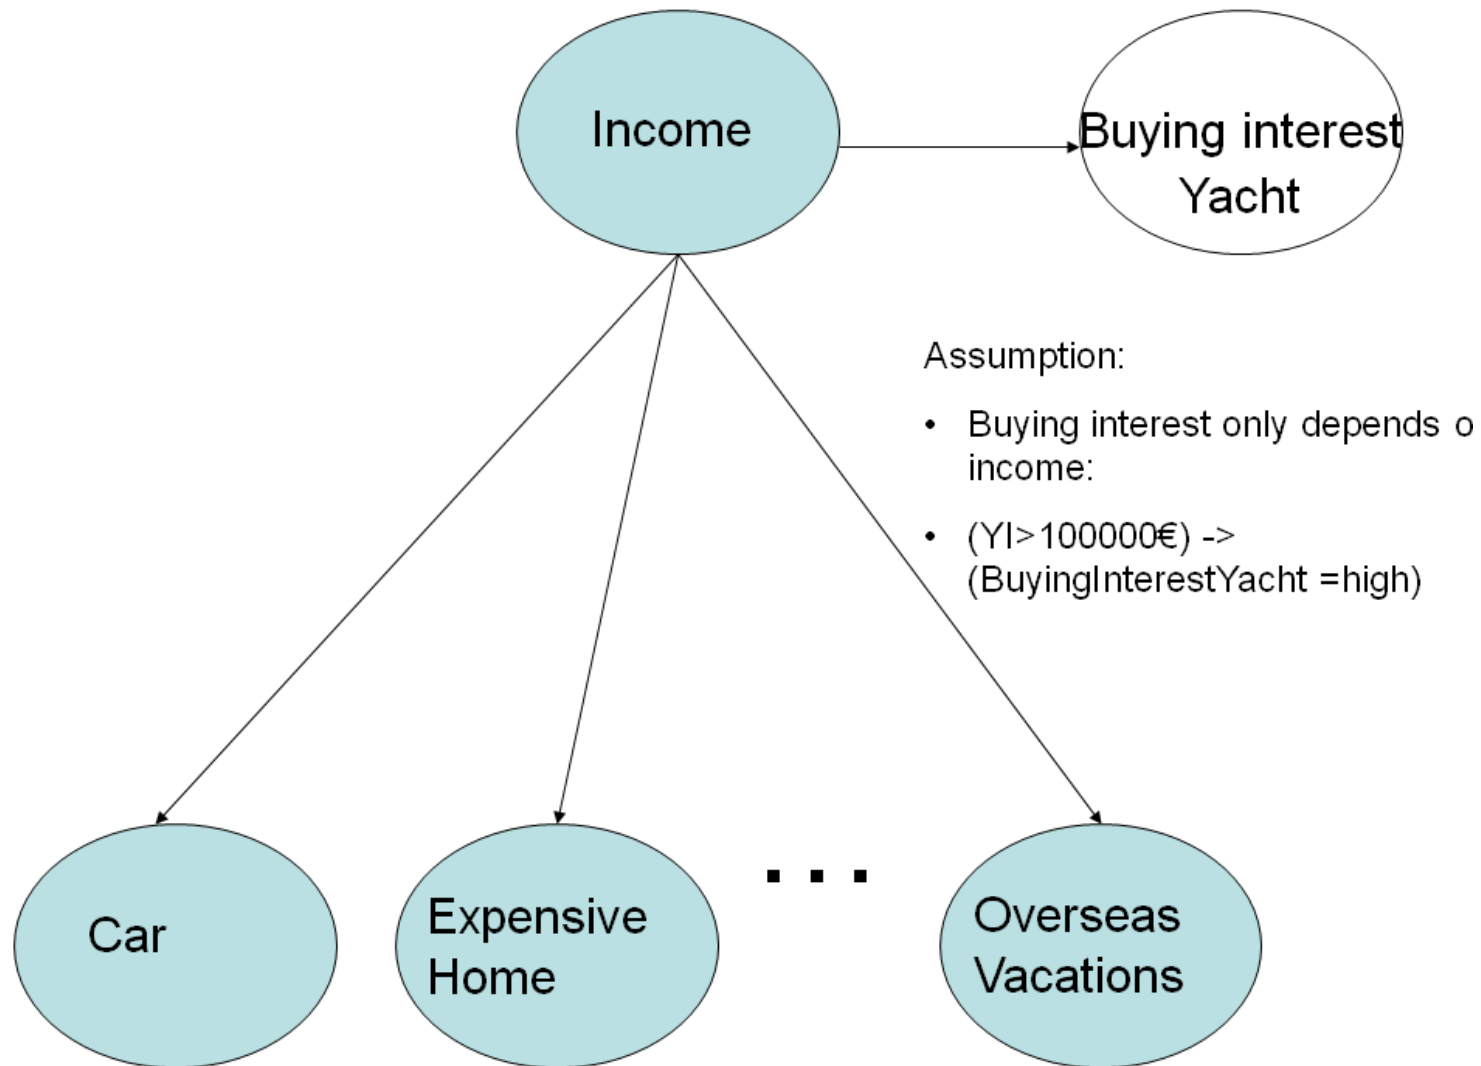 Income
Buying interest
Yacht
Assumption:
• Buying interest only depends o
income:
• (YI>100000€) ->
(BuyingInterestYacht =high)
Car
Expensive
Home
. . .
Overseas
Vacations